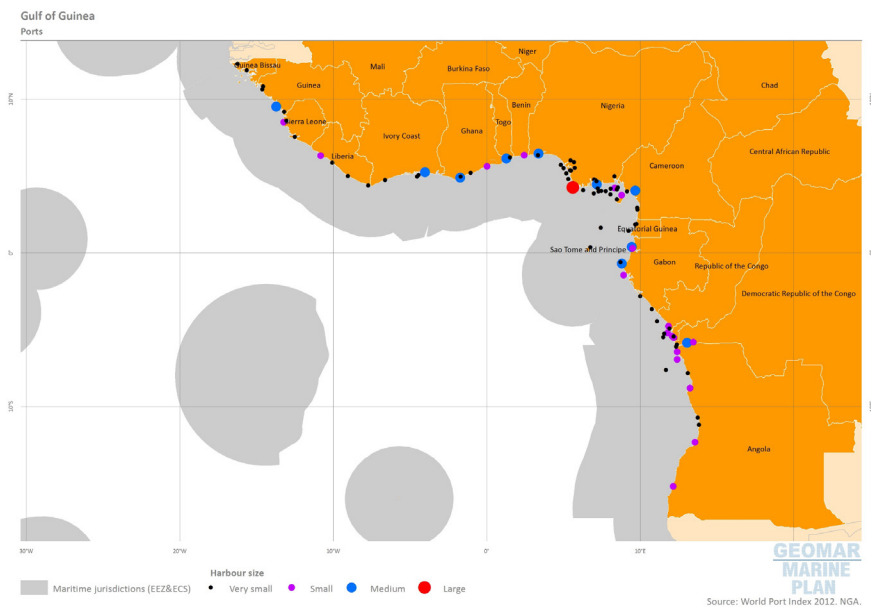 Gulf of Guinea
Ports
Niger
Guinea Bissau
Mali
Burkina Faso
Guinea
Chad
Benin
Nigeria
Togo
Sierra Leone
Ivory Coast
Ghana
Liberia
Central African Republic
Cameroon
Equatorial Guinea
Sao Tome and Principe
Gabon
Republic of the Congo
Democratic Republic of the Congo
0°
10°S
Angola
30°W
20°W
10°W
0°
10°E
GEOMAR
MARINE
PLAN
Harbour size
Maritime jurisdictions (EEZ&ECS)
Very small
Small
Medium
Large
Source: World Port Index 2012. NGA.